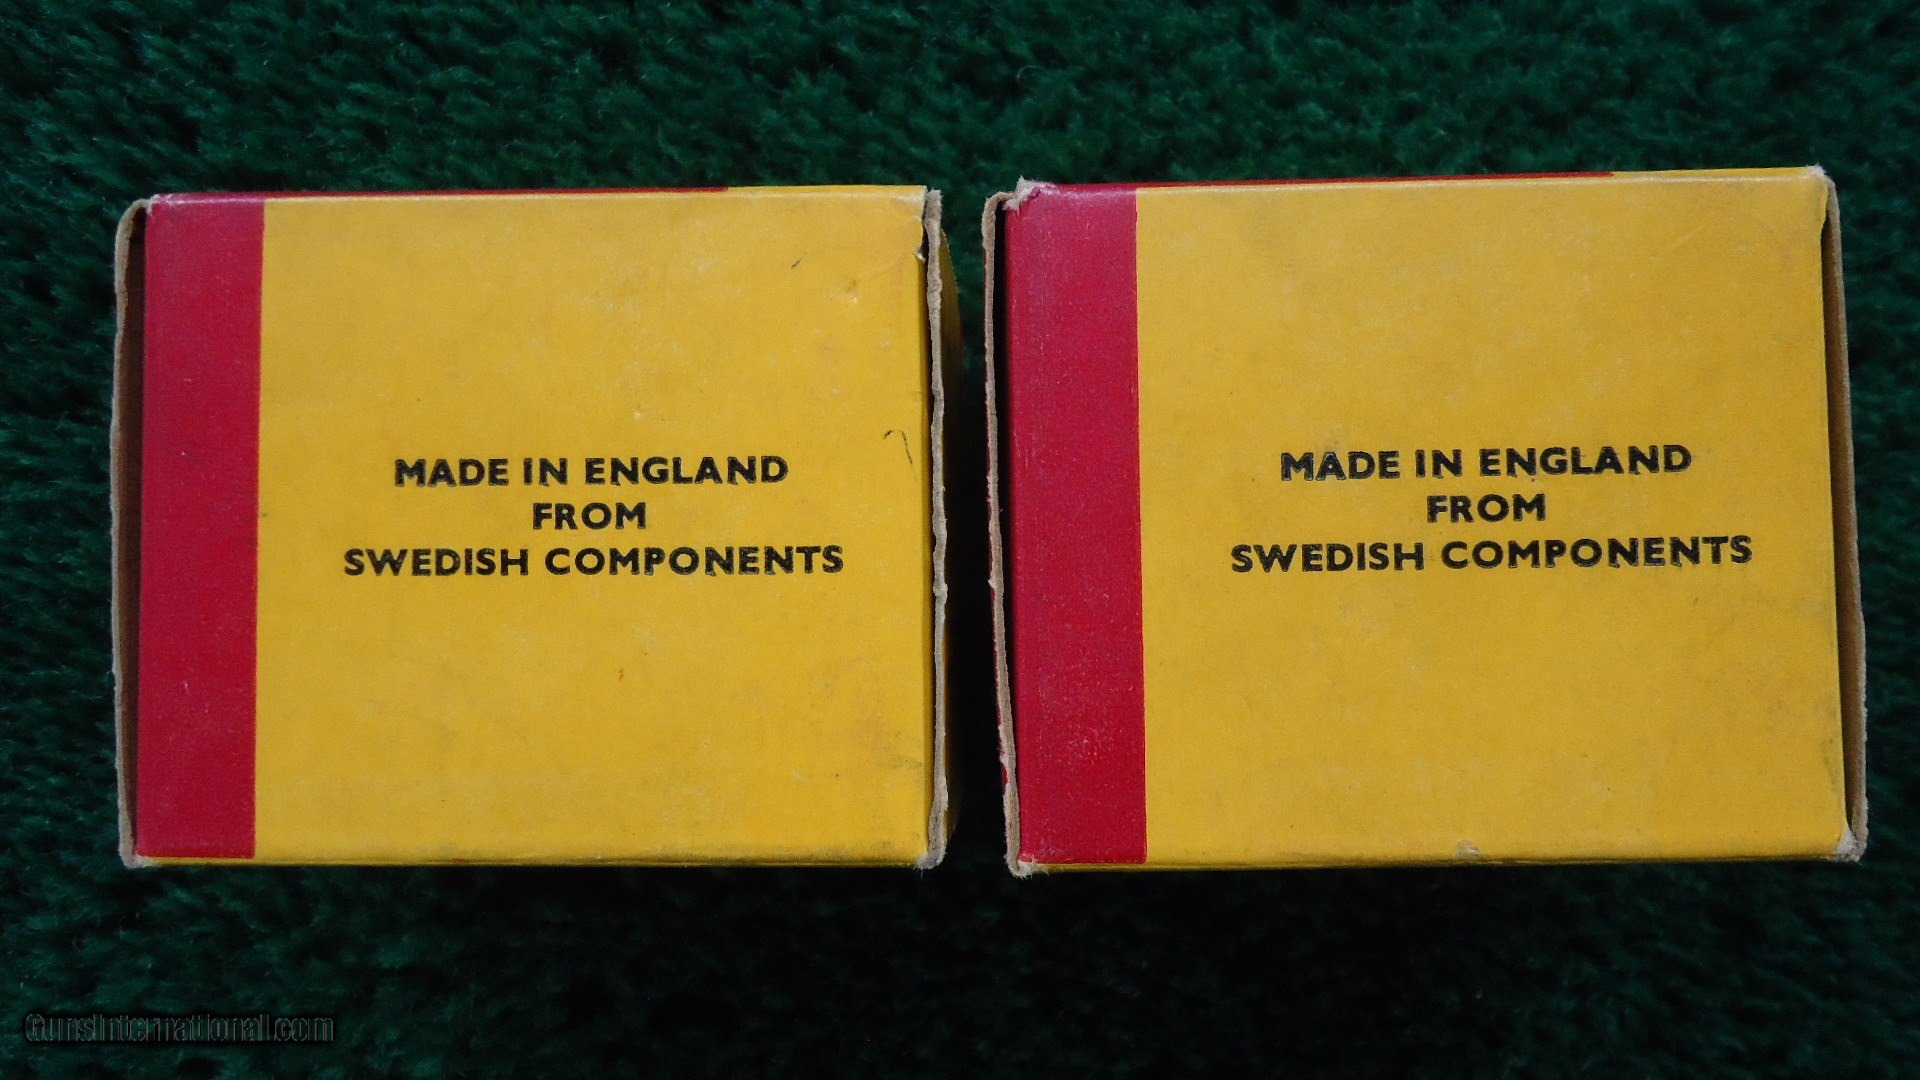 MADE IN ENGLAND
FROM
SWEDISH COMPONENTS
MADE IN ENGLAND
FROM
SWEDISH COMPONENTS
GunsInternational.com